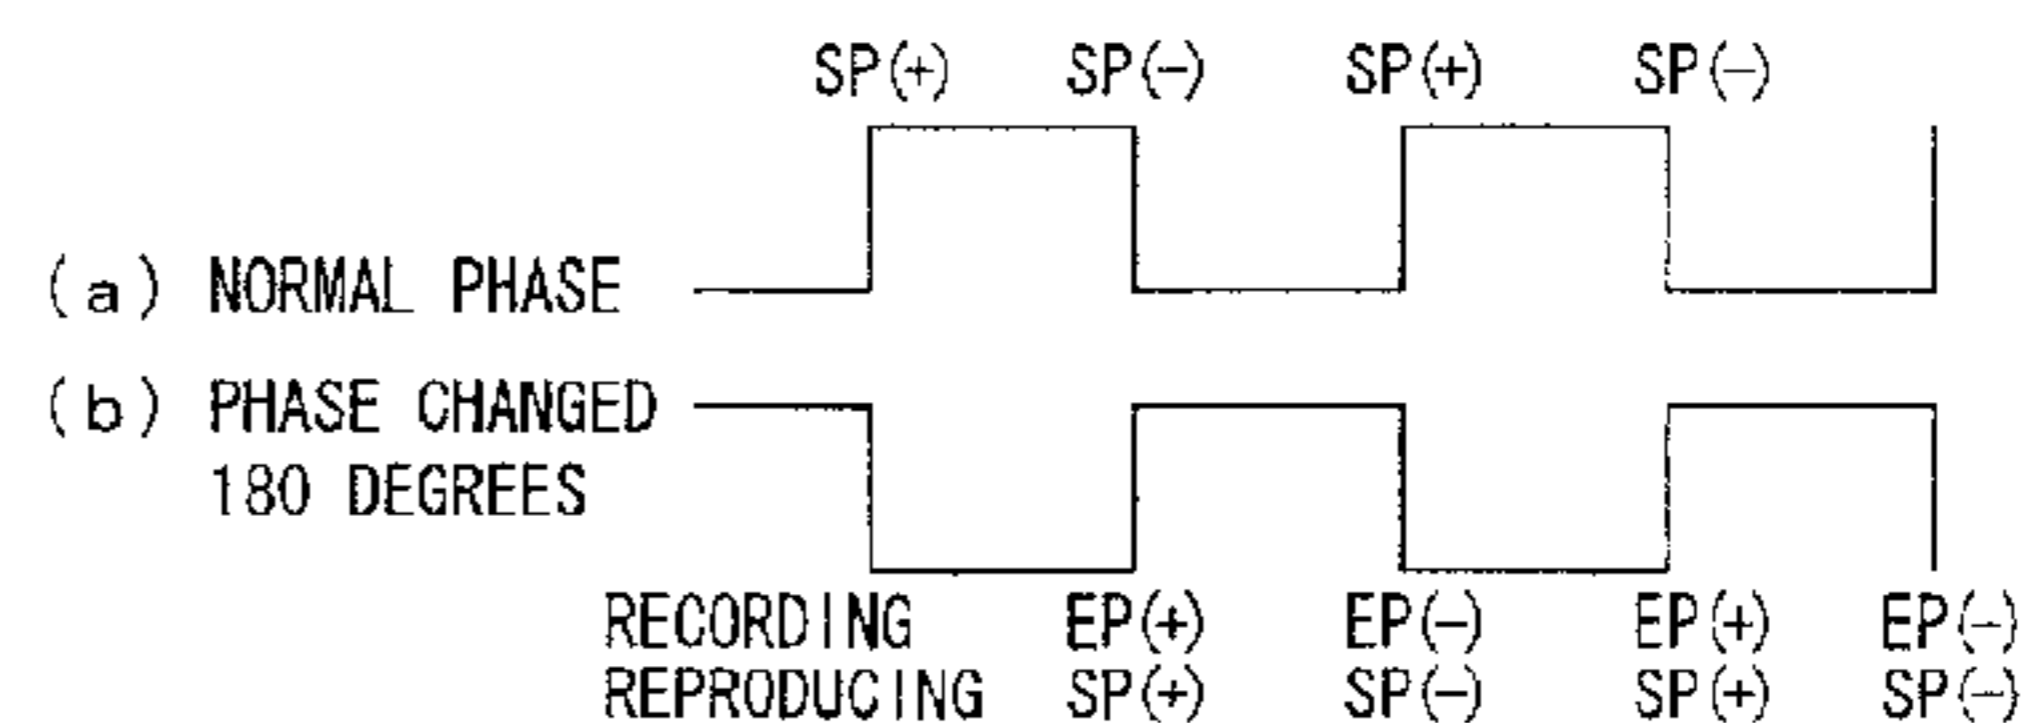 SP(+) SP(-) SP(+) SP(-)
(a) NORMAL PHASE
(b) PHASE CHANGED
180 DEGREES
RECORDING EP(+) EP(-) EP(+) EP(-)
REPRODUCING SP(+) SP(-) SP(+) SP(-)